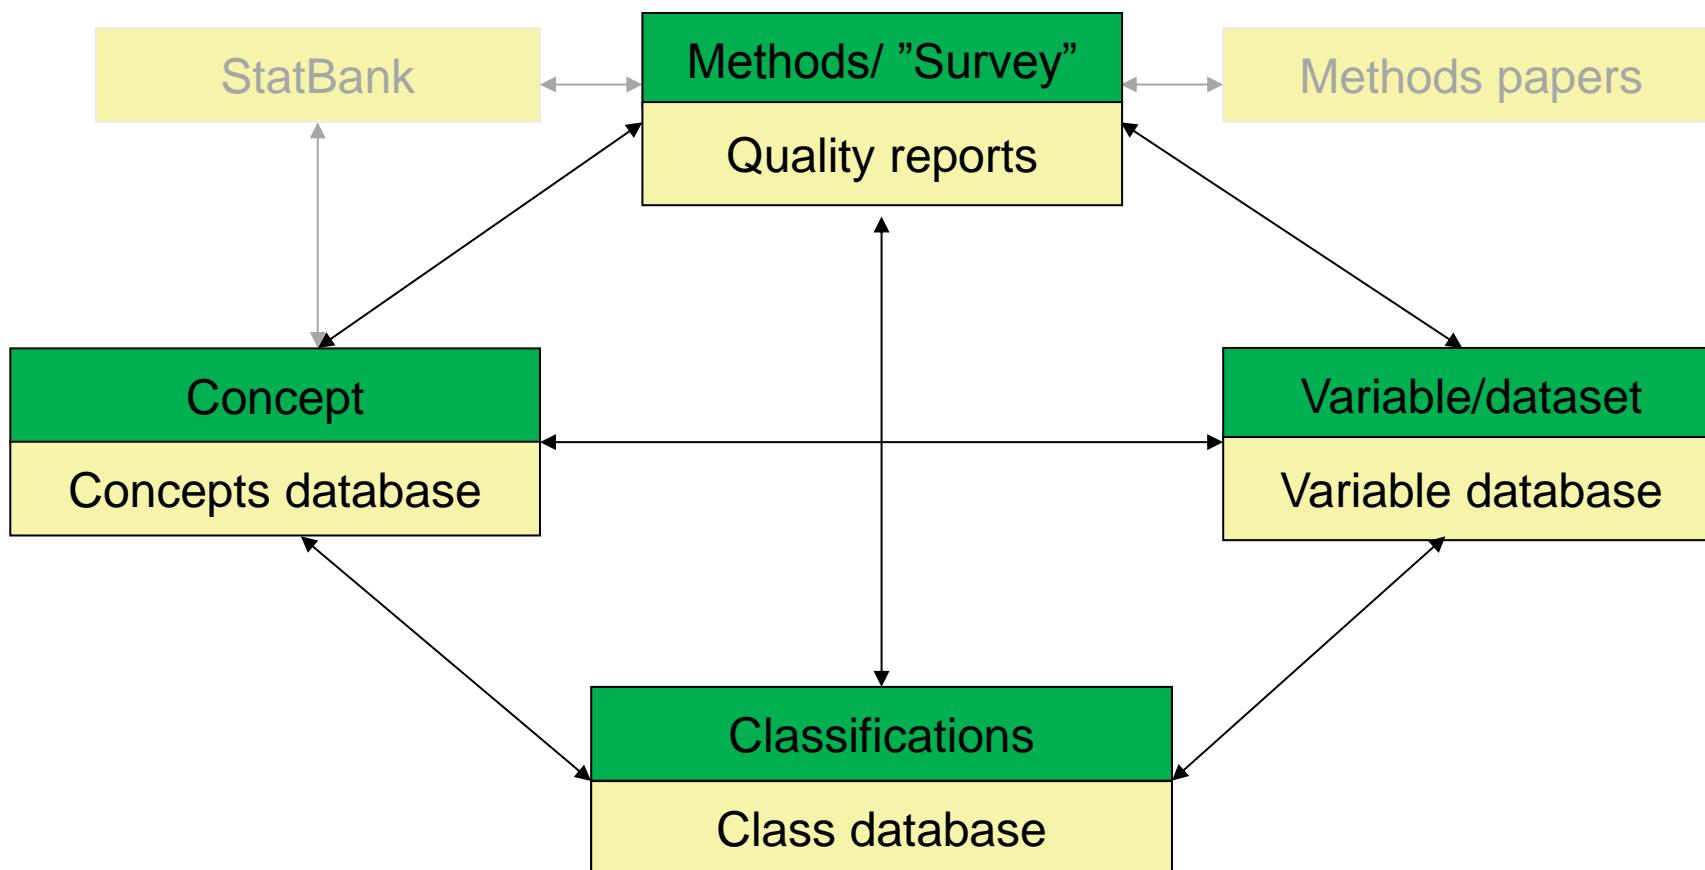 StatBank
Methods/ ”Survey”
Methods papers
Quality reports
Concept
Variable/dataset
Concepts database
Variable database
Classifications
Class database